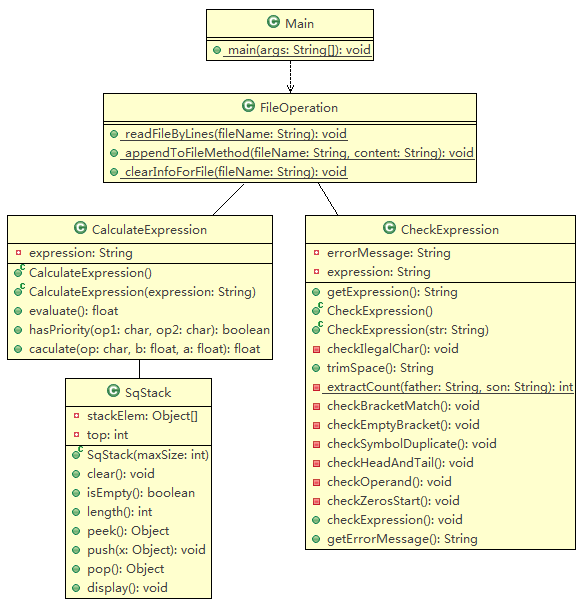 C Main
main(args: String[]): void
C FileOperation
readFileByLines(fileName: String): void
appendToFileMethod(fileName: String, content: String): void
clearInfoForFile(fileName: String): void
C CalculateExpression
expression: String
C CalculateExpression()
C CalculateExpression(expression: String)
evaluate(): float
hasPriority(op1: char, op2: char): boolean
caculate(op: char, b: float, a: float): float
C CheckExpression
errorMessage: String
expression: String
getExpression(): String
C CheckExpression()
C CheckExpression(str: String)
checkIlegalChar(): void
trimSpace(): String
extractCount(father: String, son: String): int
checkBracketMatch(): void
checkEmptyBracket(): void
checkSymbolDuplicate(): void
checkHeadAndTail(): void
checkOperand(): void
checkZerosStart(): void
checkExpression(): void
getErrorMessage(): String
C SqStack
stackElem: Object[]
top: int
C SqStack(maxSize: int)
clear(): void
isEmpty(): boolean
length(): int
peek(): Object
push(x: Object): void
pop(): Object
display(): void